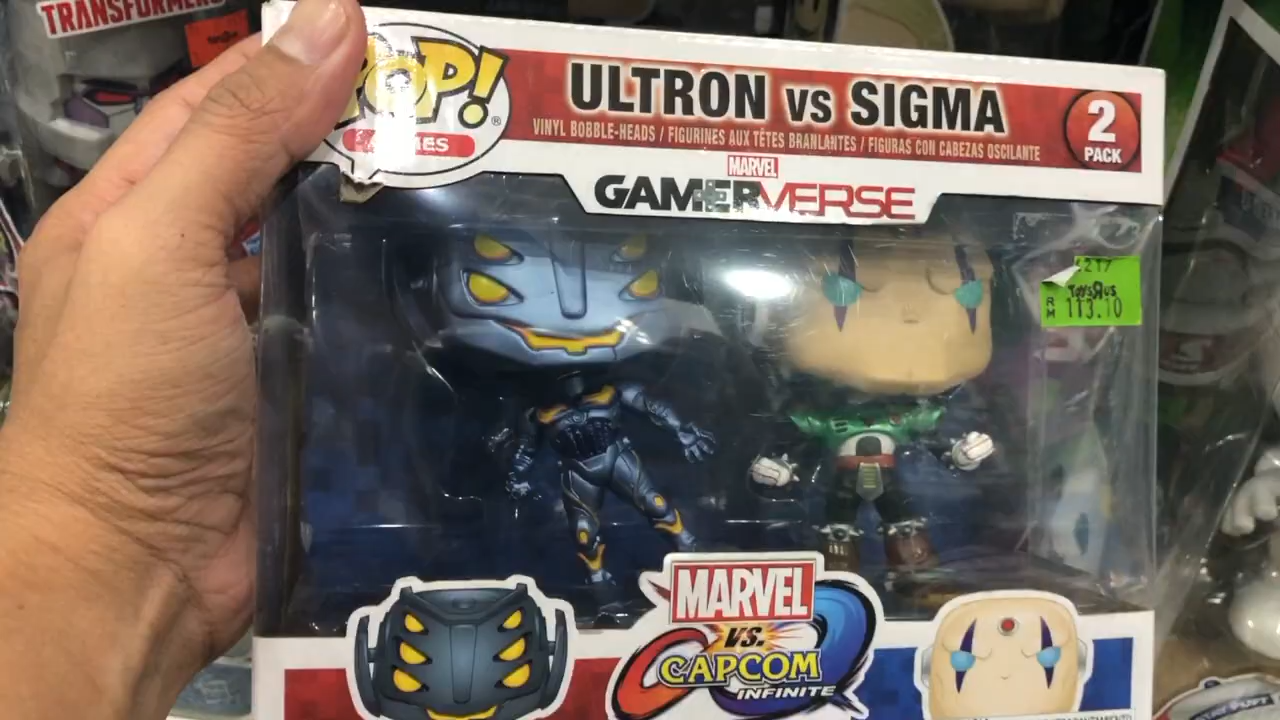 TRANSFORMERS
POP!
ULTRON VS SIGMA
VINYL BOBBLE-HEADS / FIGURINES AUX TÊTES BRANLANTES / FIGURAS CON CABEZAS OSCILANTE
2
PACK
MARVEL
GAMERVERSE
TOYSRUS
RM 113.10
MARVEL
VS.
CAPCOM
INFINITE